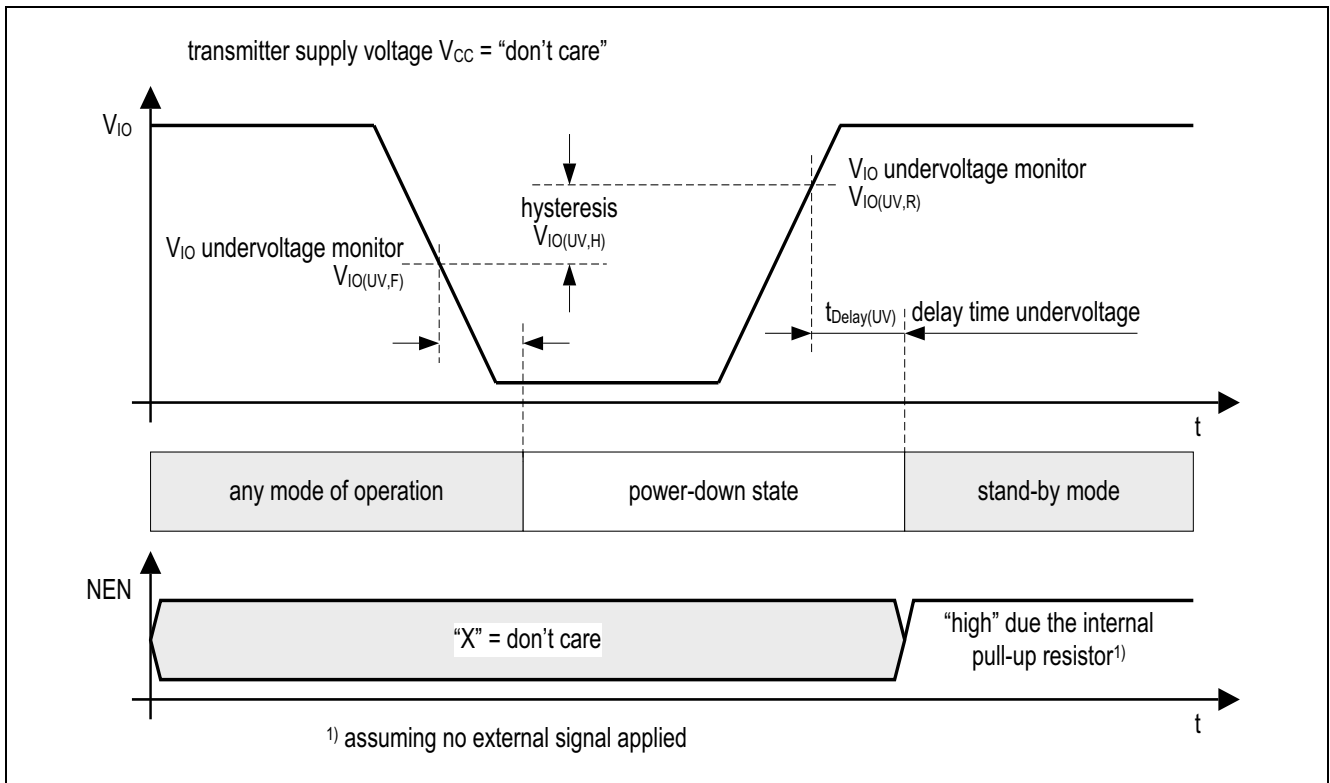 transmitter supply voltage VCC = “don’t care”
VIO
VIO undervoltage monitor
VIO(UV,R)
hysteresis
VIO(UV,H)
VIO undervoltage monitor
VIO(UV,F)
tDelay(UV) delay time undervoltage
t
any mode of operation
power-down state
stand-by mode
NEN
“X” = don’t care
“high” due the internal
pull-up resistor1)
t
1) assuming no external signal applied